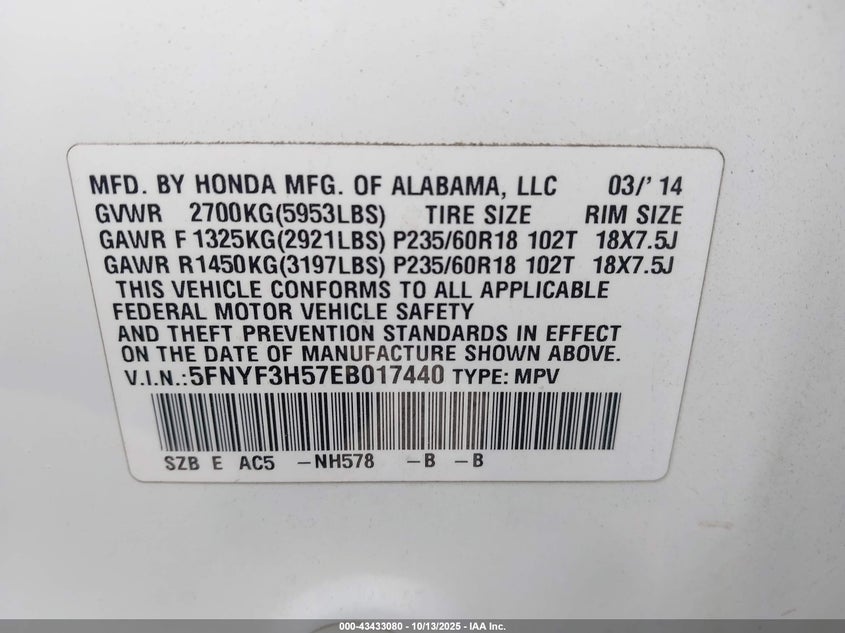 MFD. BY HONDA MFG. OF ALABAMA, LLC 03/' 14
GVWR 2700KG(5953LBS) TIRE SIZE RIM SIZE
GAWR F 1325KG(2921LBS) P235/60R18 102T 18X7.5J
GAWR R1450KG(3197LBS) P235/60R18 102T 18X7.5J
THIS VEHICLE CONFORMS TO ALL APPLICABLE
FEDERAL MOTOR VEHICLE SAFETY
AND THEFT PREVENTION STANDARDS IN EFFECT
ON THE DATE OF MANUFACTURE SHOWN ABOVE.
V.I.N.:5FNYF3H57EB017440 TYPE: MPV
SZB E AC5 -NH578 -B -B
000-43433080 - 10/13/2025 - IAA Inc.